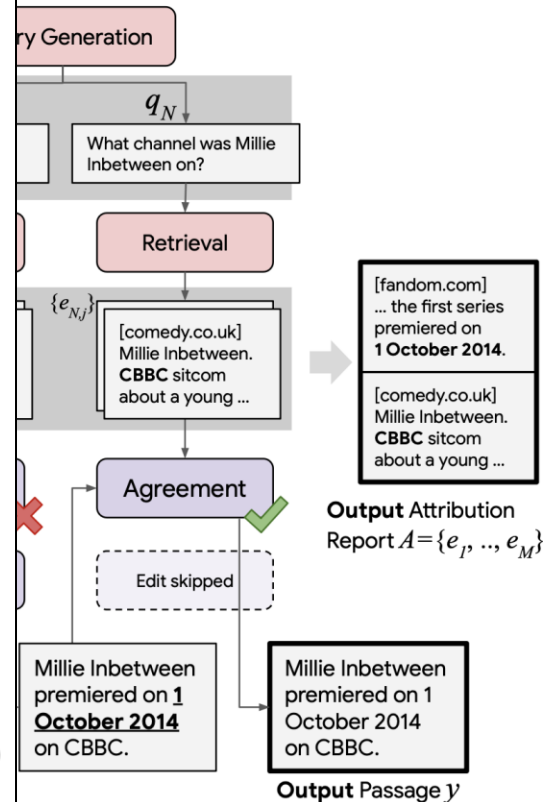 ry Generation
q_N
What channel was Millie
Inbetween on?
Retrieval
{e_{N,j}}
[comedy.co.uk]
Millie Inbetween.
CBBC sitcom
about a young ...
[fandom.com]
... the first series
premiered on
1 October 2014.
[comedy.co.uk]
Millie Inbetween.
CBBC sitcom
about a young ...
Output Attribution
Report A={e_1, .., e_M}
Agreement
Edit skipped
Millie Inbetween
premiered on 1
October 2014
on CBBC.
Millie Inbetween
premiered on 1
October 2014
on CBBC.
Output Passage y